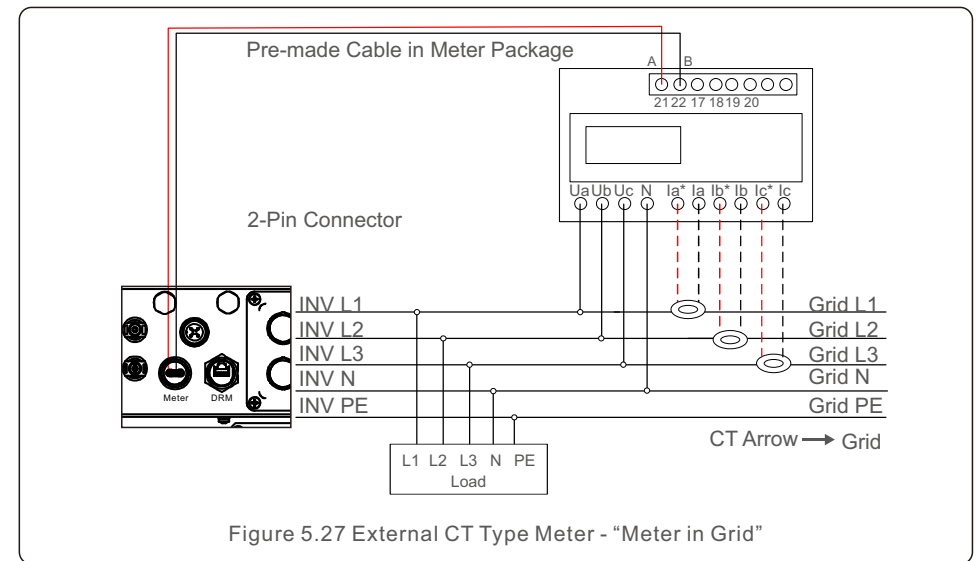 Pre-made Cable in Meter Package
A B
21 22 17 18 19 20
Ua Ub Uc N Ia* Ia Ib* Ib Ic* Ic
2-Pin Connector
INV L1 Grid L1
INV L2 Grid L2
INV L3 Grid L3
INV N Grid N
INV PE Grid PE
Meter DRM
CT Arrow → Grid
L1 L2 L3 N PE
Load
Figure 5.27 External CT Type Meter - “Meter in Grid”